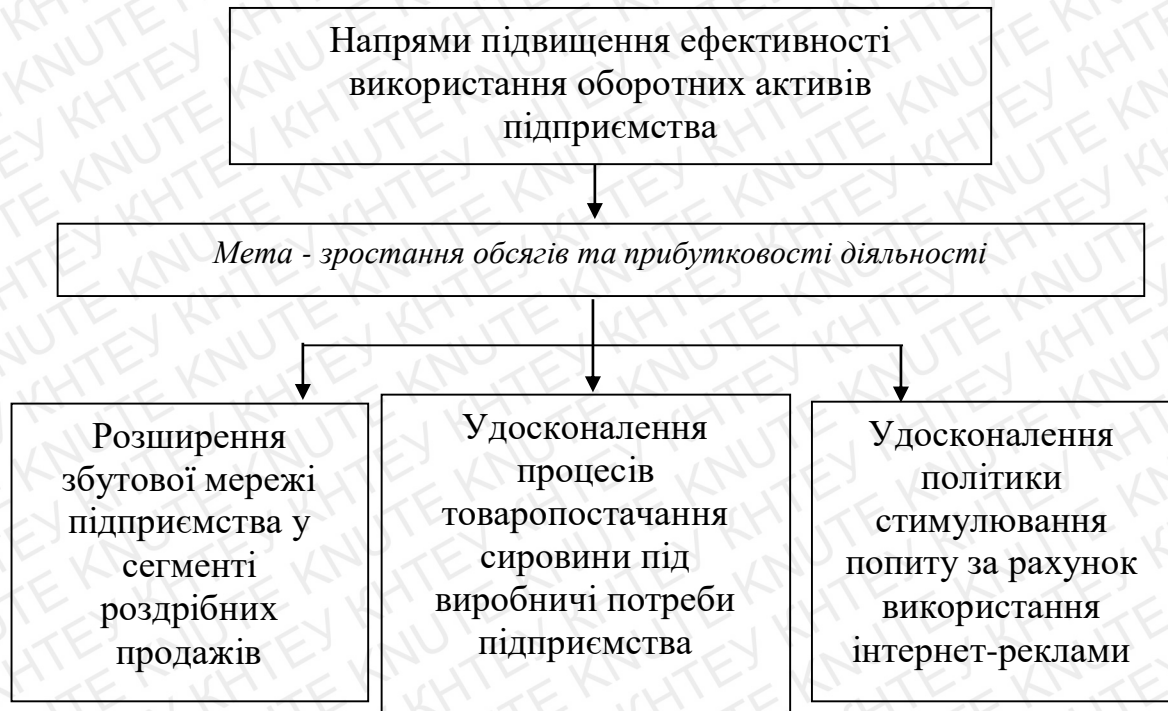 Напрями підвищення ефективності
використання оборотних активів
підприємства
Мета - зростання обсягів та прибутковості діяльності
Розширення
збутової мережі
підприємства у
сегменті
роздрібних
продажів
Удосконалення
процесів
товаропостачання
сировини під
виробничі потреби
підприємства
Удосконалення
політики
стимулювання
попиту за рахунок
використання
інтернет-реклами